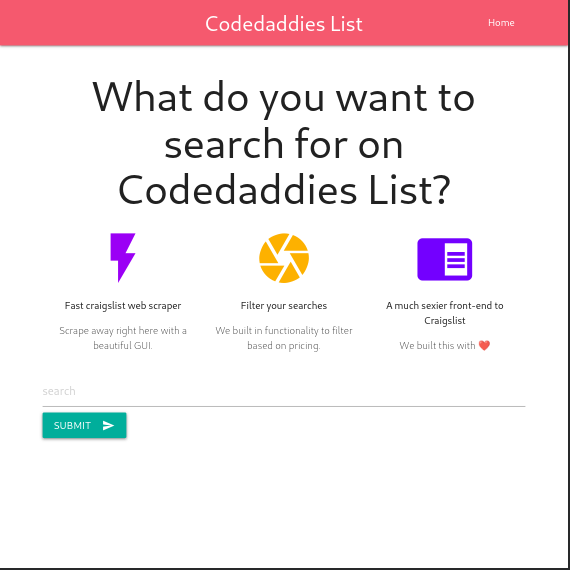 Codedaddies List
Home
What do you want to
search for on
Codedaddies List?
Fast craigslist web scraper
Scrape away right here with a
beautiful GUI.
Filter your searches
We built in functionality to filter
based on pricing.
A much sexier front-end to
Craigslist
We built this with ❤️
search
SUBMIT